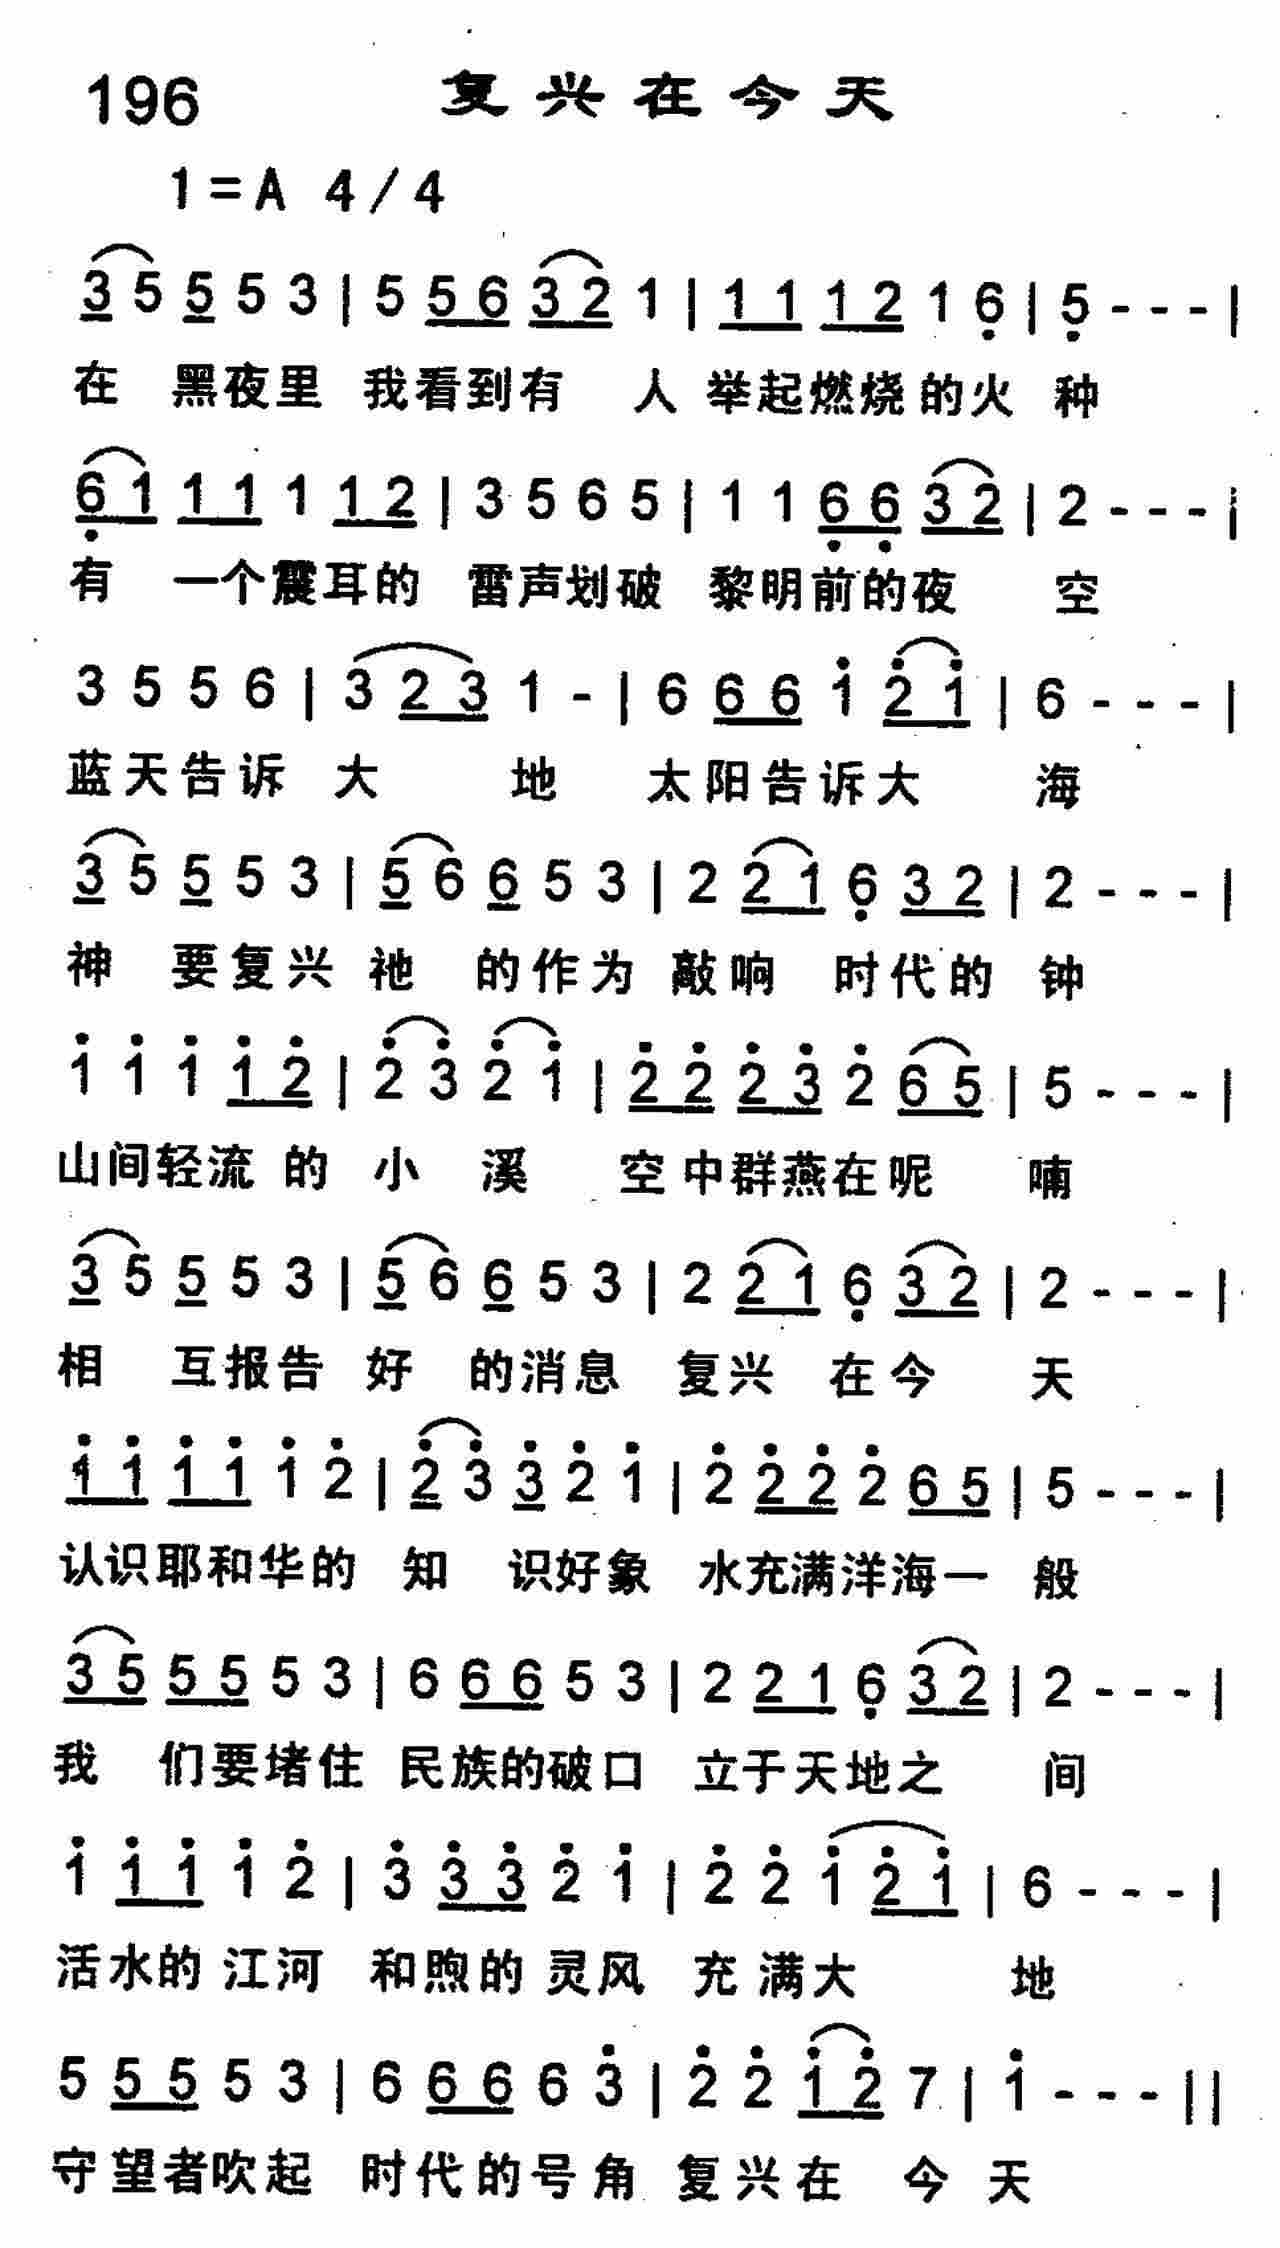 196 复兴在今天
1=A 4/4
3 5 5 5 3 | 5 5 6 3 2 1 | 1 1 1 2 1 6̣ | 5̣ - - - |
在 黑夜里 我看到有 人 举起燃烧的火 种
6̣ 1 1 1 1 1 2 | 3 5 6 5 | 1 1 6̣ 6̣ 3 2 | 2 - - - |
有 一个震耳的 雷声划破 黎明前的夜 空
3 5 5 6 | 3 2 3 1 - | 6 6 6 1̇ 2̇ 1̇ | 6 - - - |
蓝天告诉 大 地 太阳告诉大 海
3 5 5 5 3 | 5 6 6 5 3 | 2 2 1 6̣ 3 2 | 2 - - - |
神 要复兴 祂 的作为 敲响 时代的 钟
1̇ 1̇ 1̇ 1̇ 2̇ | 2̇ 3̇ 2̇ 1̇ | 2̇ 2̇ 2̇ 3̇ 2̇ 6 5 | 5 - - - |
山间轻流 的 小 溪 空中群燕在呢 喃
3 5 5 5 3 | 5 6 6 5 3 | 2 2 1 6̣ 3 2 | 2 - - - |
相 互报告 好 的消息 复兴 在今 天
1̇ 1̇ 1̇ 1̇ 1̇ 2̇ | 2̇ 3̇ 3̇ 2̇ 1̇ | 2̇ 2̇ 2̇ 2̇ 6 5 | 5 - - - |
认识耶和华的 知 识好象 水充满洋海一 般
3 5 5 5 5 3 | 6 6 6 5 3 | 2 2 1 6̣ 3 2 | 2 - - - |
我 们要堵住 民族的破口 立于天地之 间
1̇ 1̇ 1̇ 1̇ 2̇ | 3̇ 3̇ 3̇ 2̇ 1̇ | 2̇ 2̇ 1̇ 2̇ 1̇ | 6 - - - |
活水的江河 和煦的灵风 充满大 地
5 5 5 5 3 | 6 6 6 6 3̇ | 2̇ 2̇ 1̇ 2̇ 7 | 1̇ - - - ||
守望者吹起 时代的号角 复兴在 今天